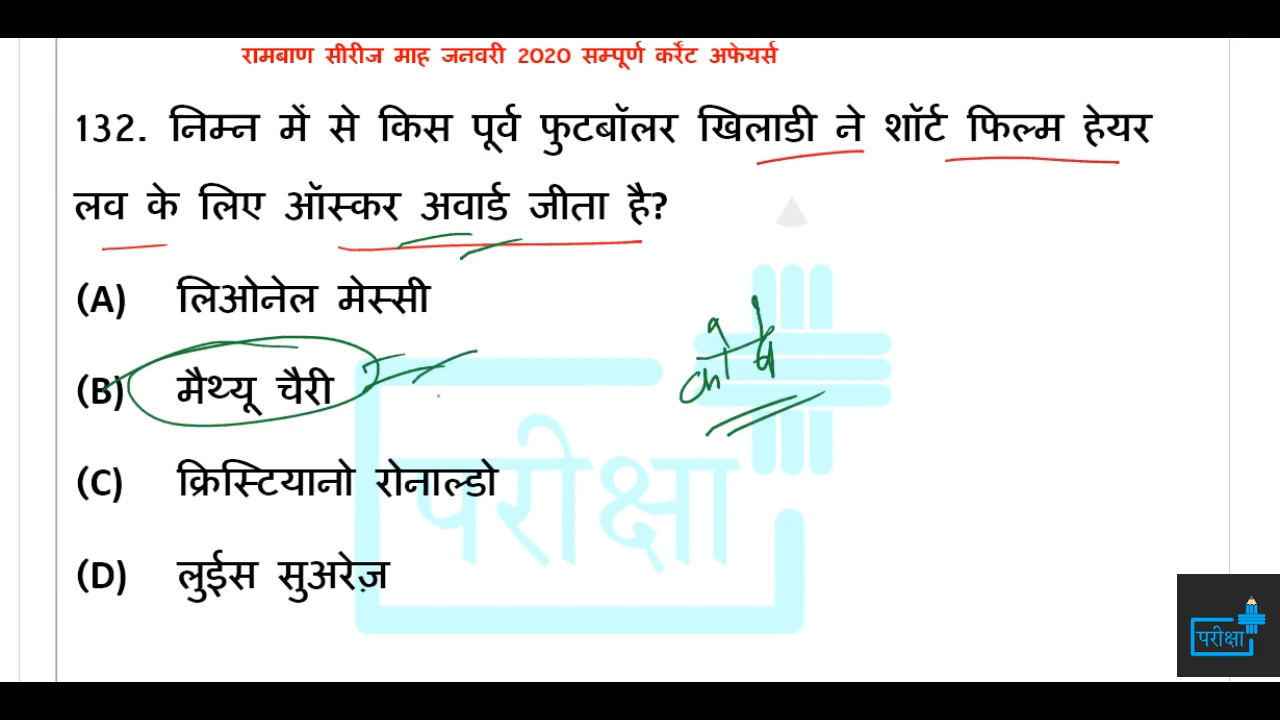 रामबाण सीरीज माह जनवरी 2020 सम्पूर्ण करेंट अफेयर्स
132. निम्न में से किस पूर्व फुटबॉलर खिलाडी ने शॉर्ट फिल्म हेयर
लव के लिए ऑस्कर अवार्ड जीता है?
(A) लिओनेल मेस्सी
(B) मैथ्यू चैरी
(C) क्रिस्टियानो रोनाल्डो
(D) लुईस सुअरेज़
परीक्षा
परीक्षा